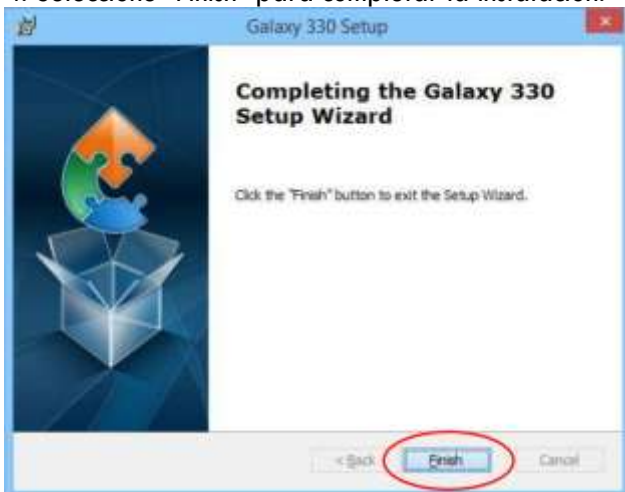 Galaxy 330 Setup
Completing the Galaxy 330
Setup Wizard
Click the "Finish" button to exit the Setup Wizard.
< Back
Finish
Cancel